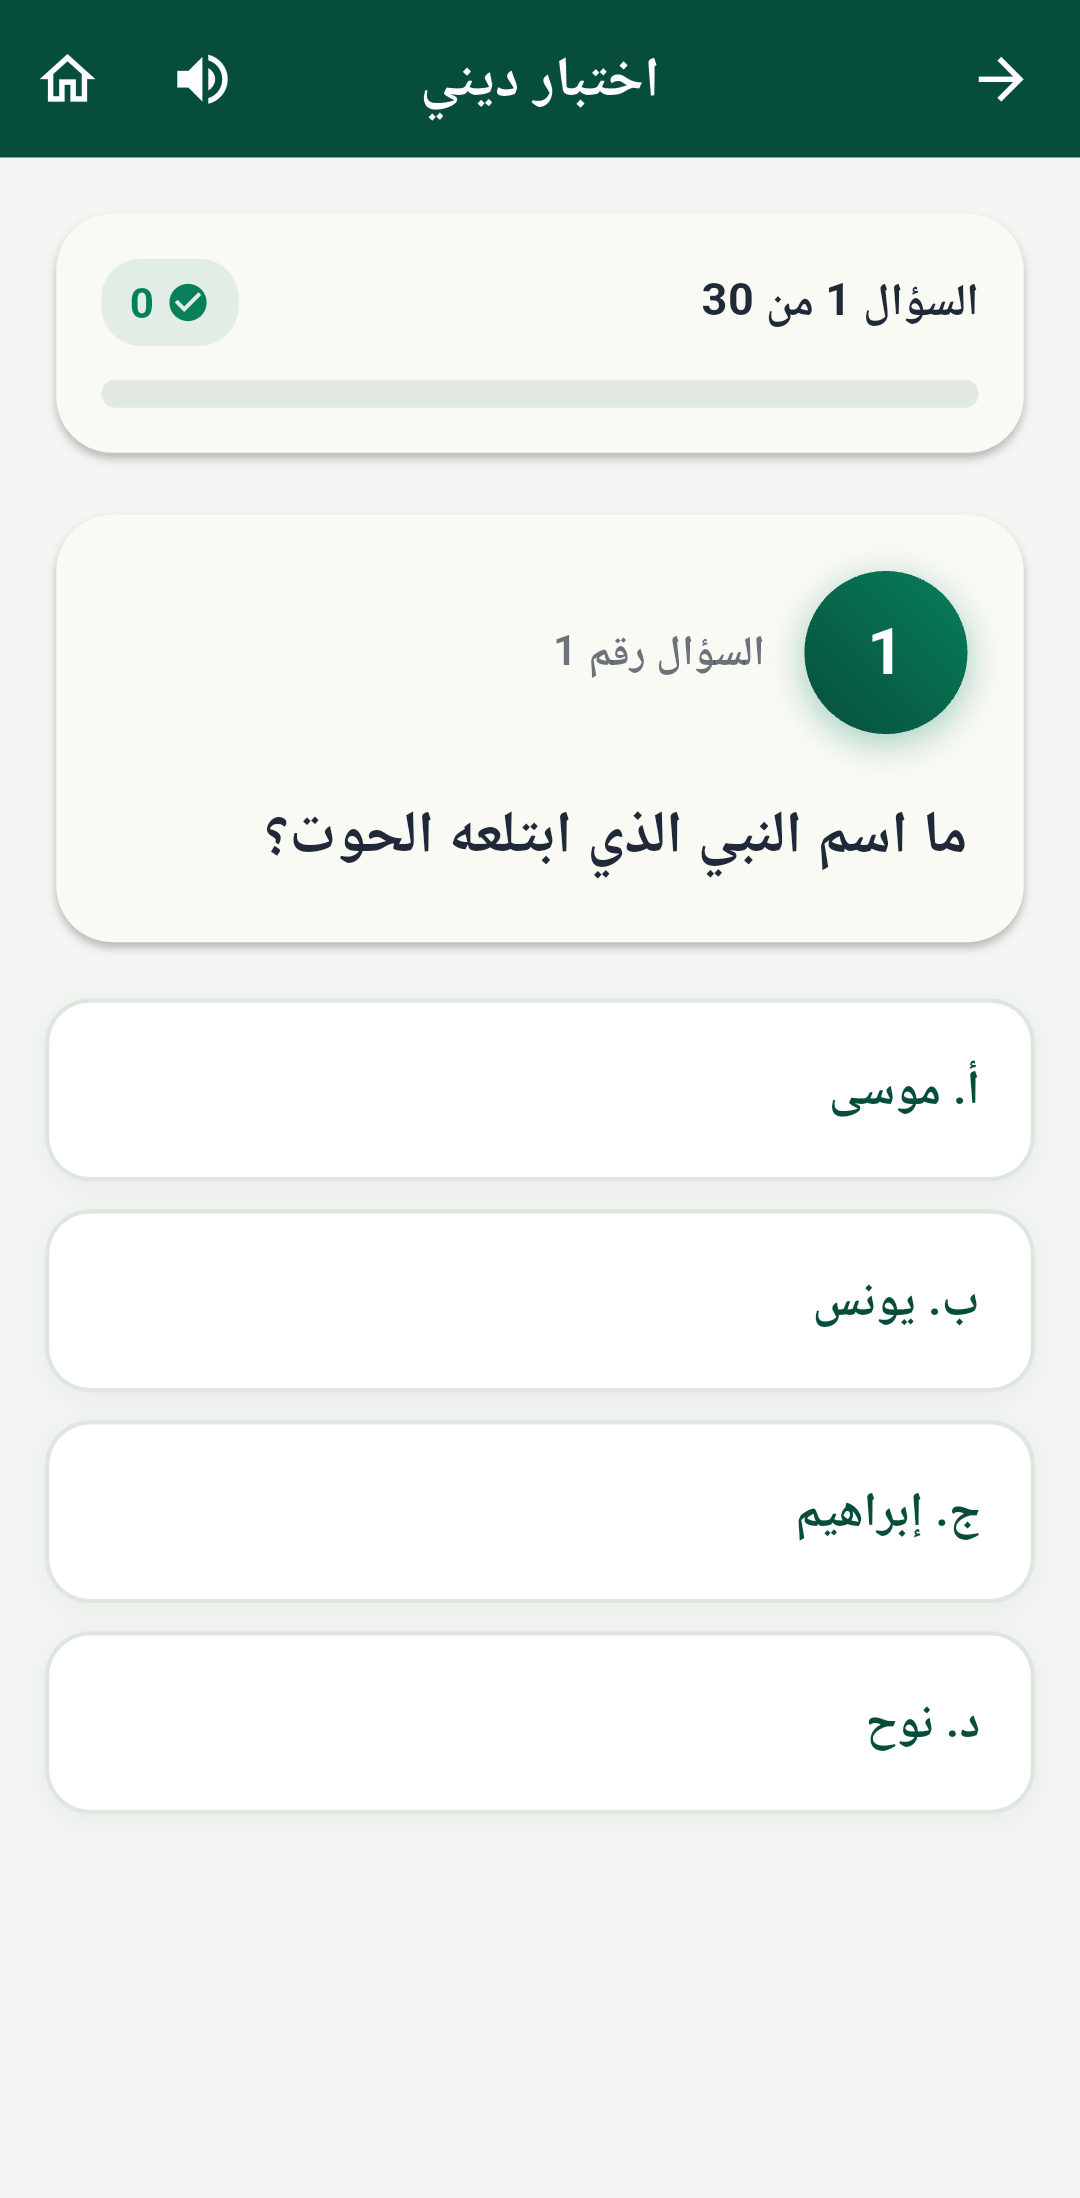 اختبار ديني
السؤال 1 من 30
0
1
السؤال رقم 1
ما اسم النبي الذي ابتلعه الحوت؟
أ. موسى
ب. يونس
ج. إبراهيم
د. نوح